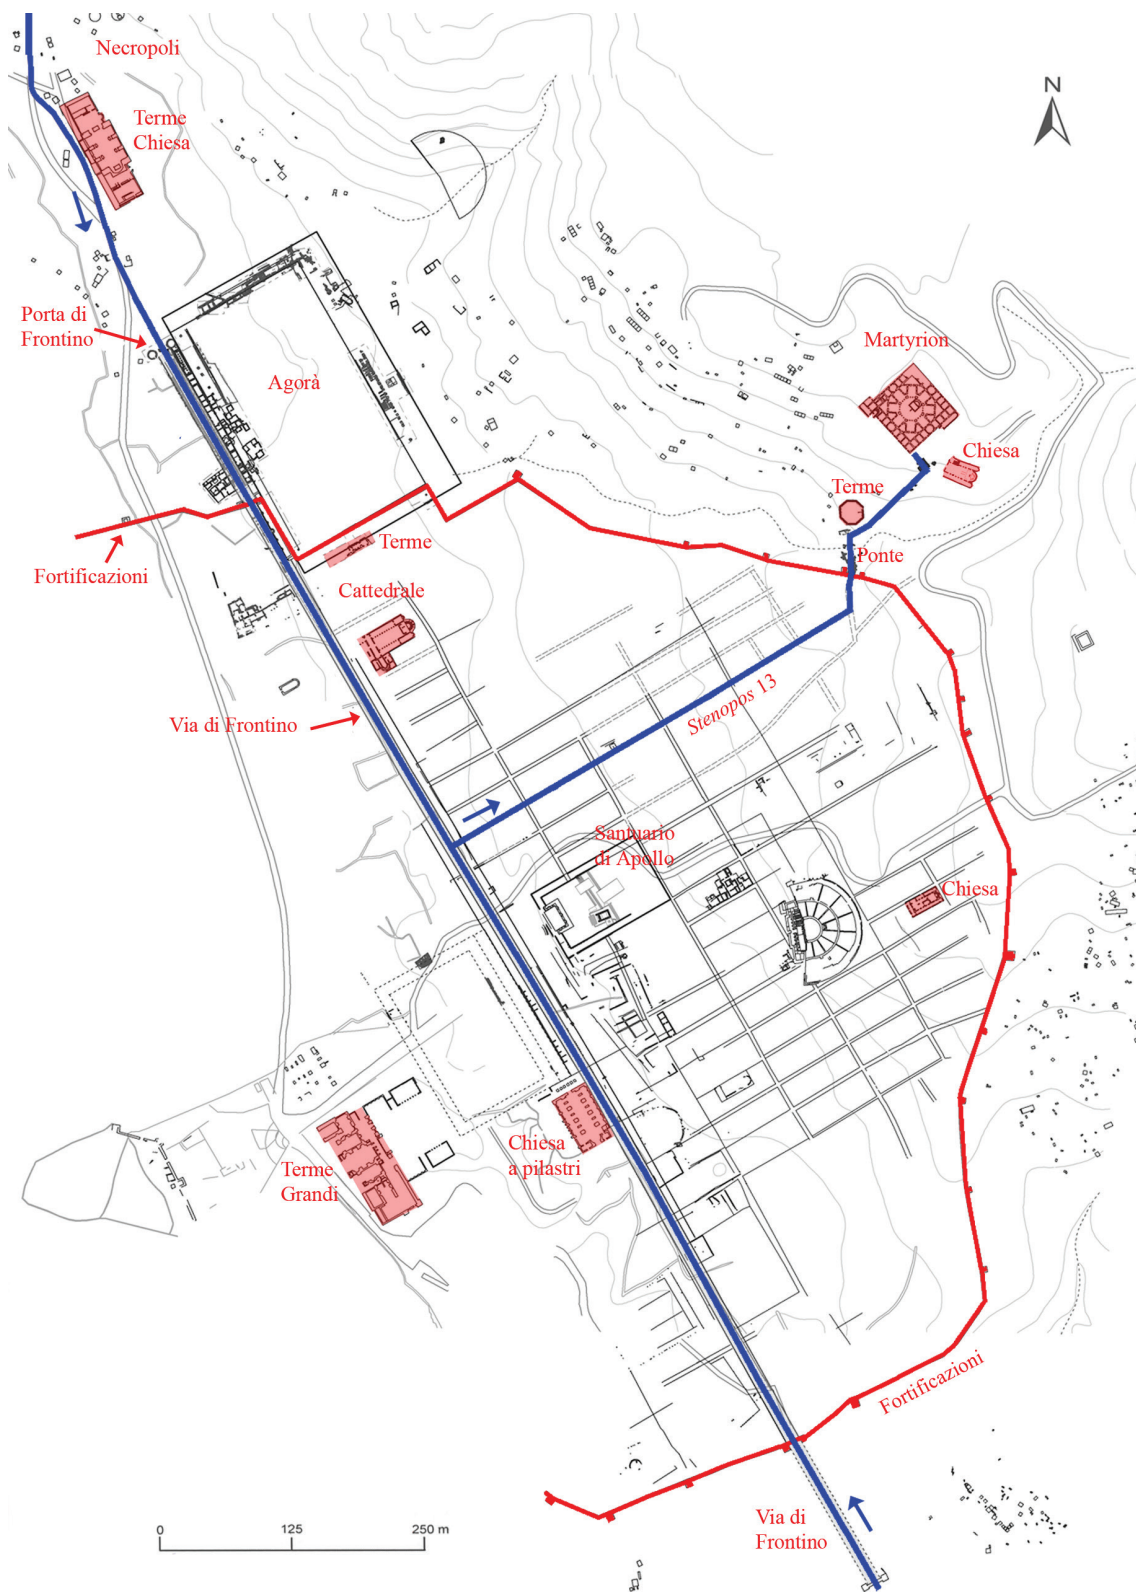 Necropoli
N
Terme
Chiesa
Porta di
Frontino
Agorà
Martyrion
Chiesa
Terme
Terme
Ponte
Fortificazioni
Cattedrale
Stenopos 13
Via di Frontino
Santuario
di Apollo
Chiesa
Chiesa
a pilastri
Terme
Grandi
Fortificazioni
Via di
Frontino
0 125 250 m